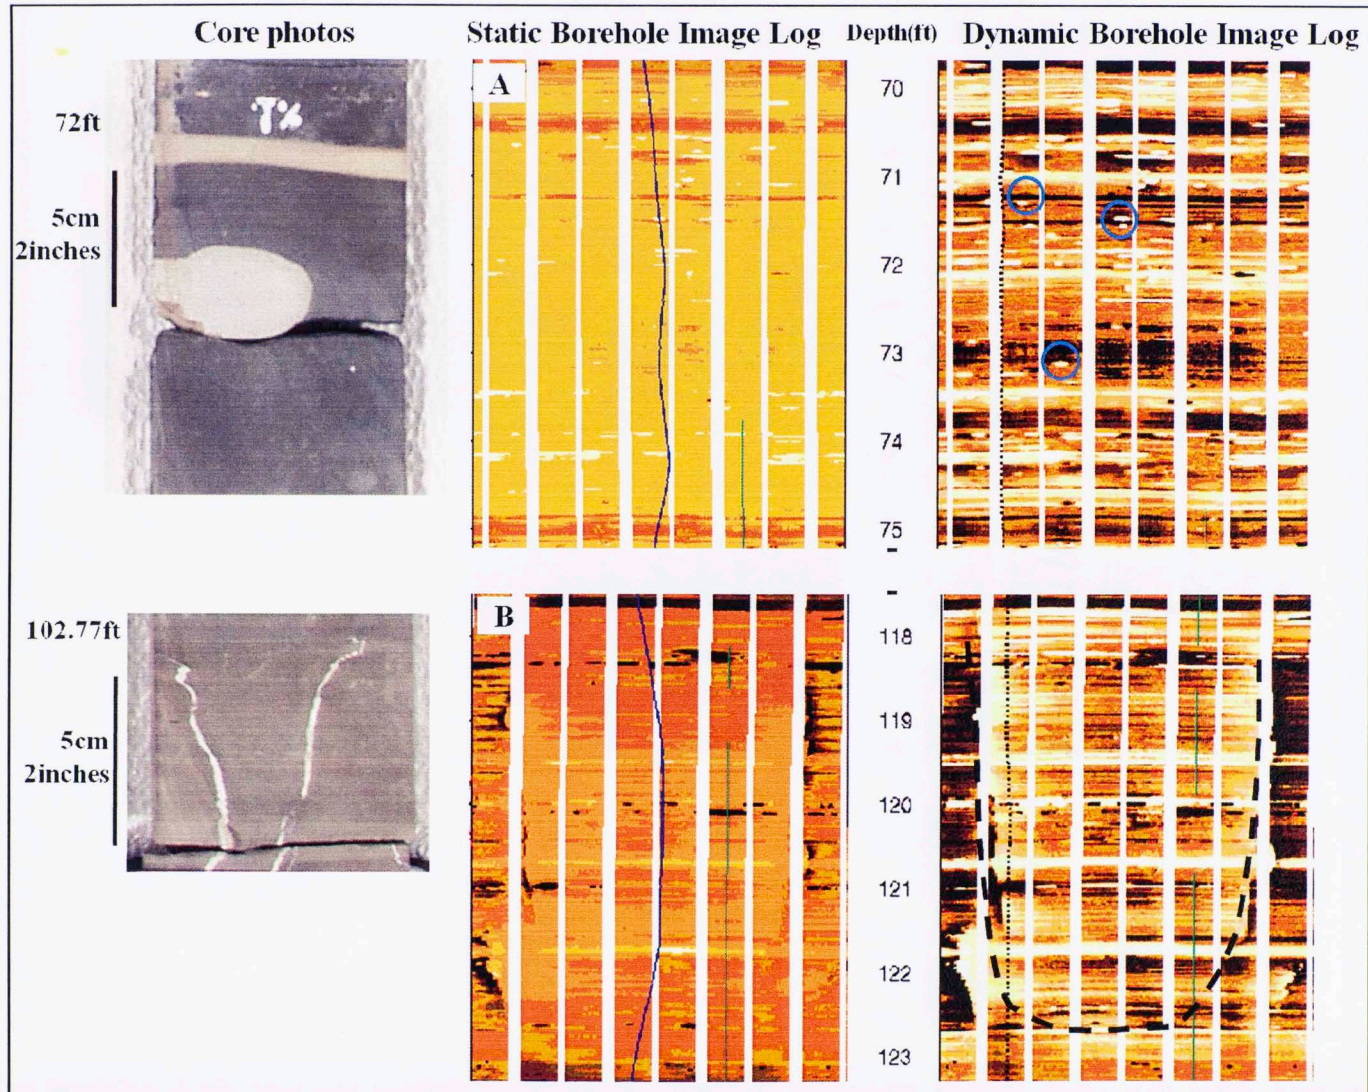 Core photos
Static Borehole Image Log
Depth(ft)
Dynamic Borehole Image Log
72ft
5cm
2inches
A
70
71
72
73
74
75
102.77ft
5cm
2inches
B
118
119
120
121
122
123